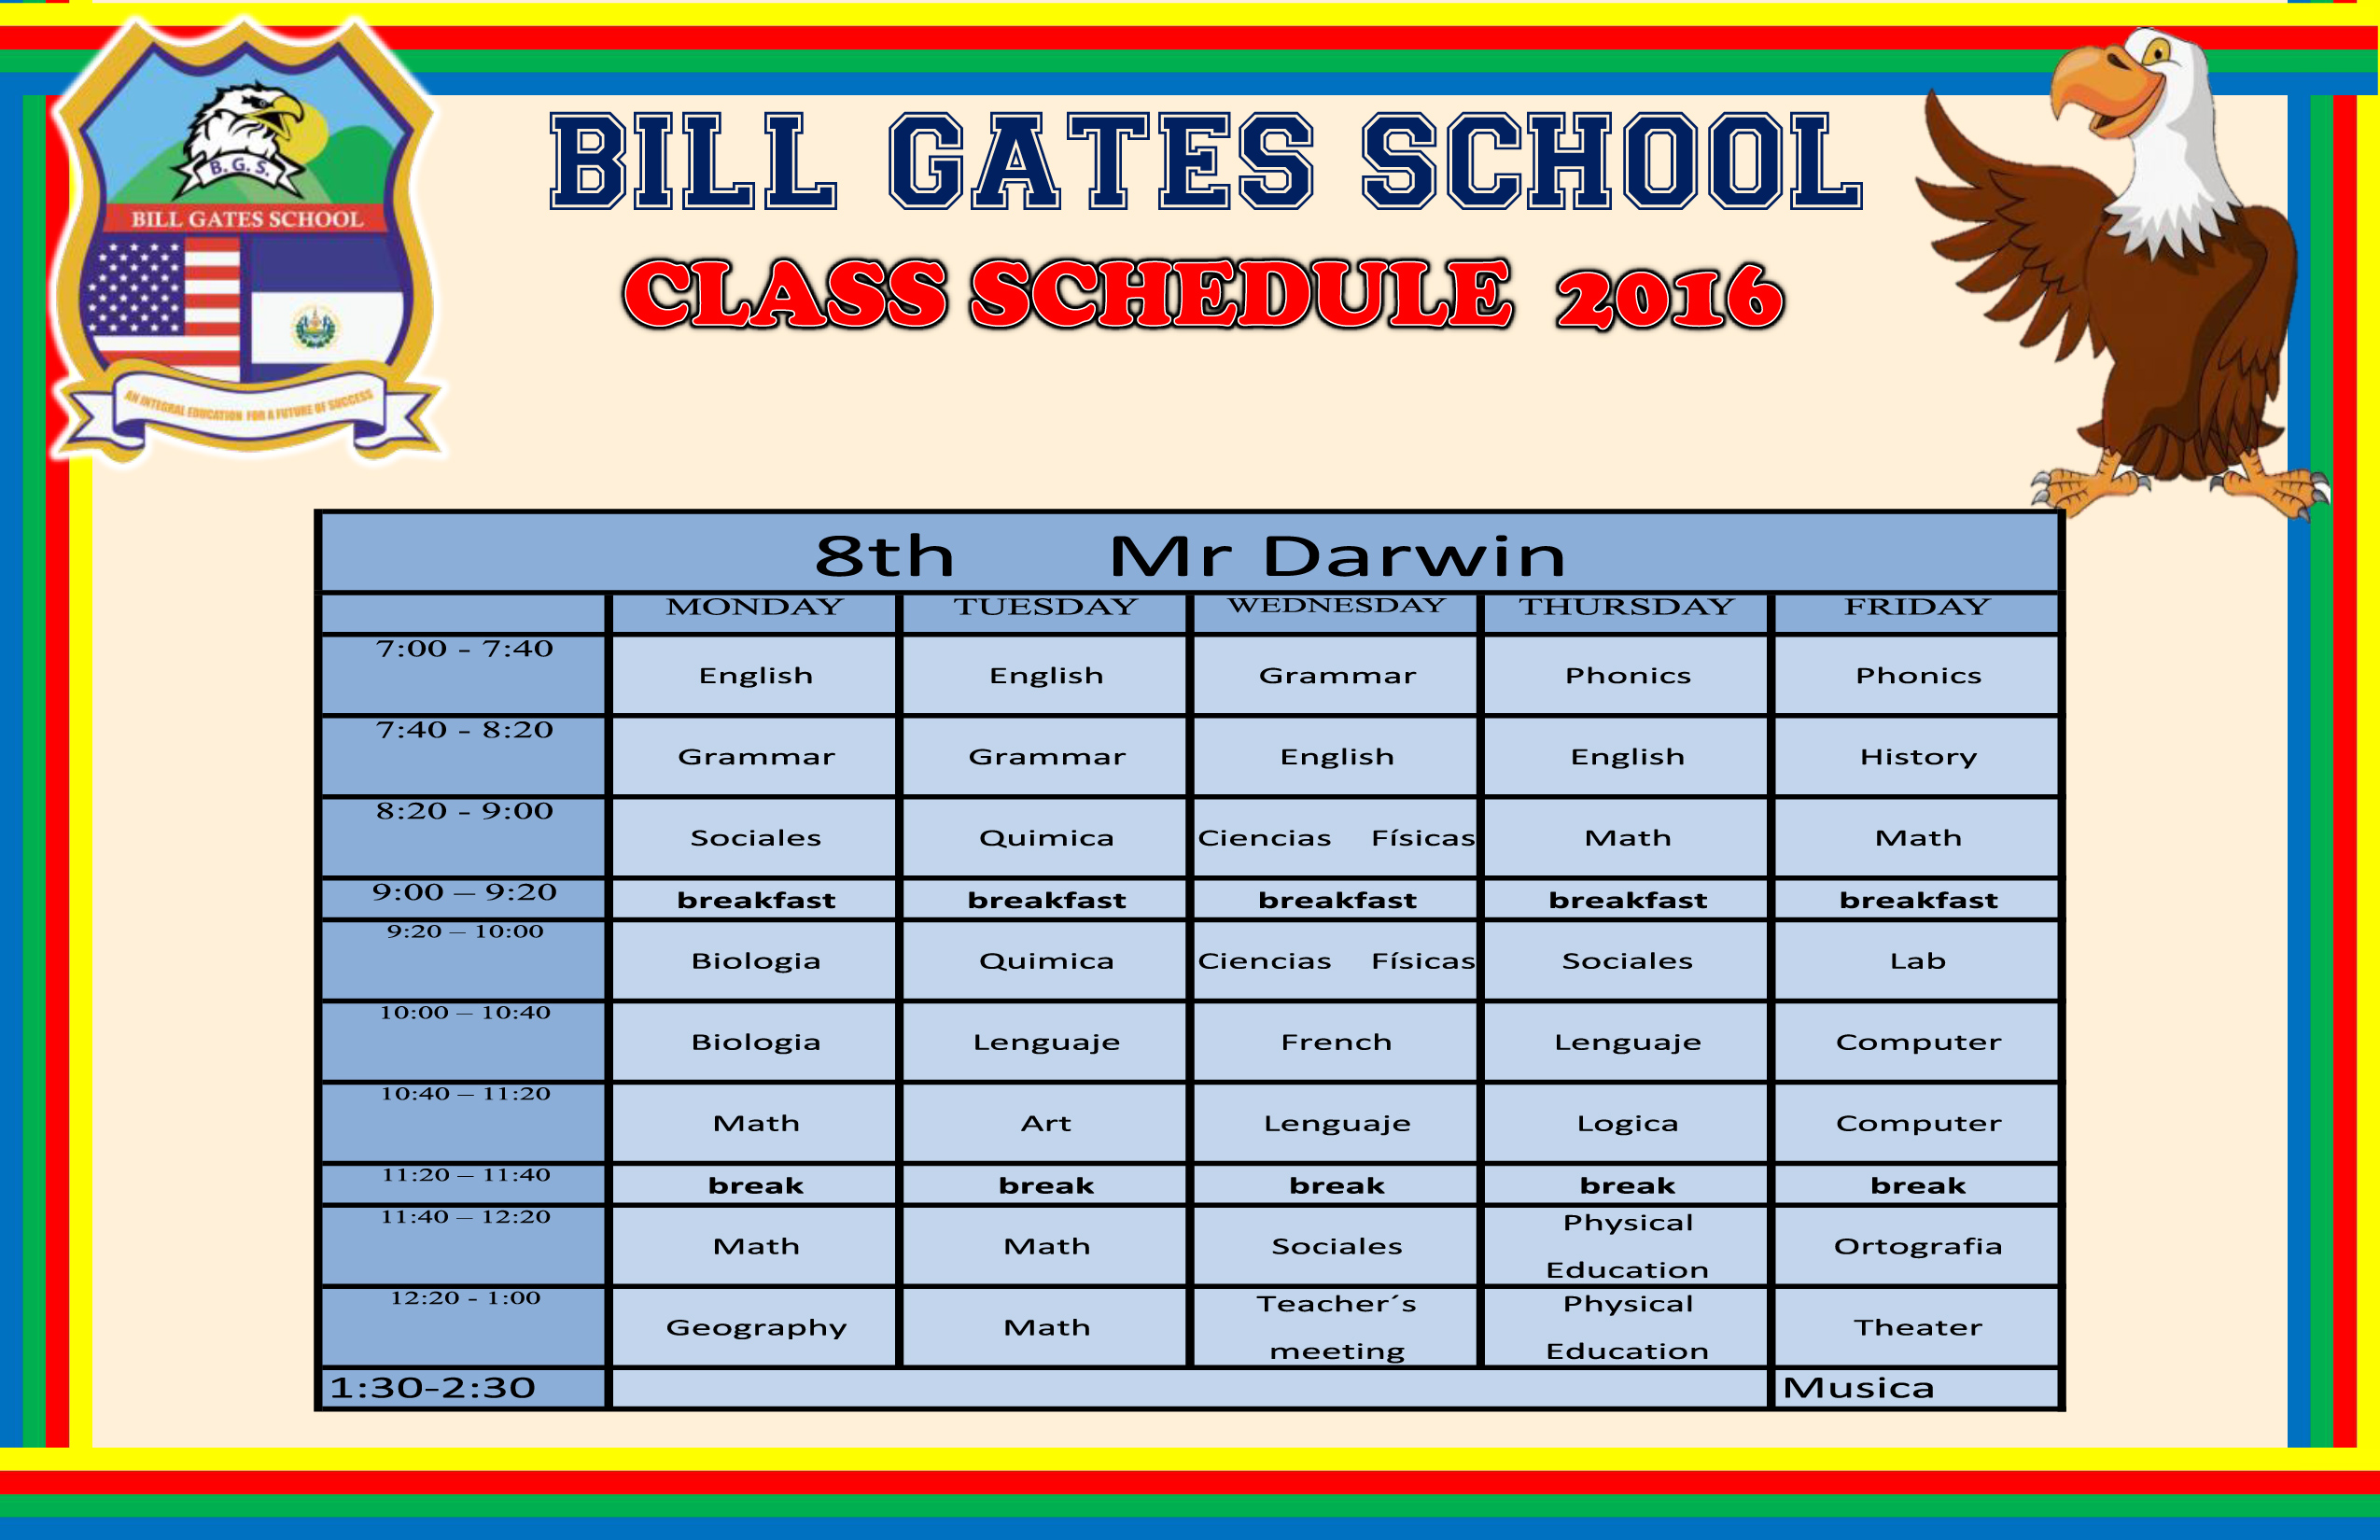 B.G.S.
BILL GATES SCHOOL
AN INTEGRAL EDUCATION FOR A FUTURE OF SUCCESS
BILL GATES SCHOOL
CLASS SCHEDULE 2016
8th Mr Darwin
MONDAY TUESDAY WEDNESDAY THURSDAY FRIDAY
7:00 - 7:40 English English Grammar Phonics Phonics
7:40 - 8:20 Grammar Grammar English English History
8:20 - 9:00 Sociales Quimica Ciencias Físicas Math Math
9:00 – 9:20 breakfast breakfast breakfast breakfast breakfast
9:20 – 10:00 Biologia Quimica Ciencias Físicas Sociales Lab
10:00 – 10:40 Biologia Lenguaje French Lenguaje Computer
10:40 – 11:20 Math Art Lenguaje Logica Computer
11:20 – 11:40 break break break break break
11:40 – 12:20 Math Math Sociales Physical Education Ortografia
12:20 - 1:00 Geography Math Teacher´s meeting Physical Education Theater
1:30-2:30 Musica